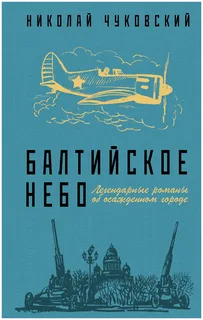 НИКОЛАЙ ЧУКОВСКИЙ
БАЛТИЙСКОЕ
НЕБО
Легендарные романы
об осажденном городе